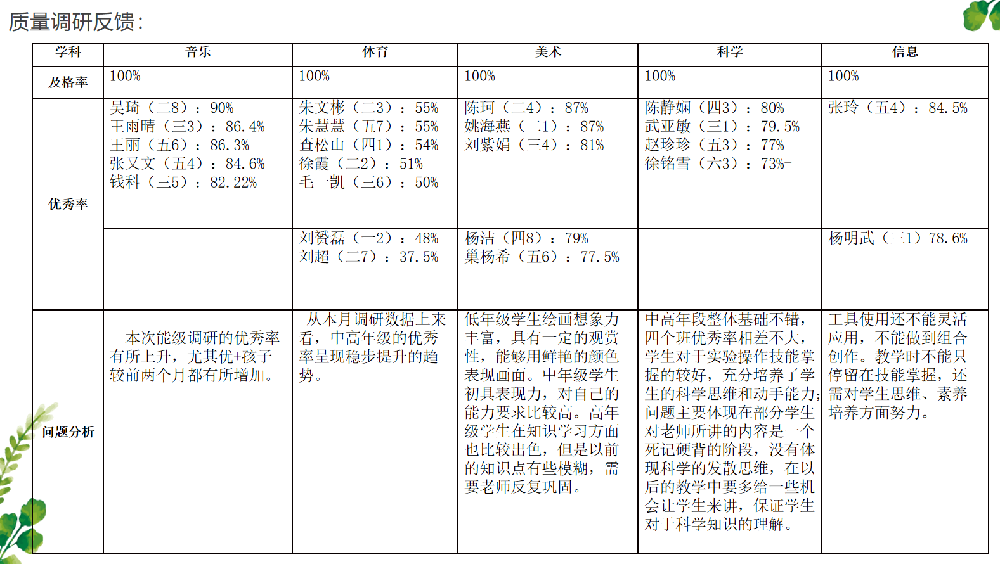 质量调研反馈：
学科
音乐
体育
美术
科学
信息
及格率
100%
100%
100%
100%
100%
优秀率
吴琦（二8）：90%
王雨晴（三3）：86.4%
王丽（五6）：86.3%
张又文（五4）：84.6%
钱科（三5）：82.22%
朱文彬（二3）：55%
朱慧慧（五7）：55%
查松山（四1）：54%
徐霞（二2）：51%
毛一凯（三6）：50%
陈珂（二4）：87%
姚海燕（二1）：87%
刘紫娟（三4）：81%
陈静娴（四3）：80%
武亚敏（三1）：79.5%
赵珍珍（五3）：77%
徐铭雪（六3）：73%-
张玲（五4）：84.5%
刘赟磊（一2）：48%
刘超（二7）：37.5%
杨洁（四8）：79%
巢杨希（五6）：77.5%
杨明武（三1）78.6%
问题分析
本次能级调研的优秀率
有所上升，尤其优+孩子
较前两个月都有所增加。
从本月调研数据上来
看，中高年级的优秀
率呈现稳步提升的趋
势。
低年级学生绘画想象力
丰富，具有一定的观赏
性，能够用鲜艳的颜色
表现画面。中年级学生
初具表现力，对自己的
能力要求比较高。高年
级学生在知识学习方面
也比较出色，但是以前
的知识点有些模糊，需
要老师反复巩固。
中高年段整体基础不错，
四个班优秀率相差不大，
学生对于实验操作技能掌
握的较好，充分培养了学
生的科学思维和动手能力；
问题主要体现在部分学生
对老师所讲的内容是一个
死记硬背的阶段，没有体
现科学的发散思维，在以
后的教学中要多给一些机
会让学生来讲，保证学生
对于科学知识的理解。
工具使用还不能灵活
应用，不能做到组合
创作。教学时不能只
停留在技能掌握，还
需对学生思维、素养
培养方面努力。